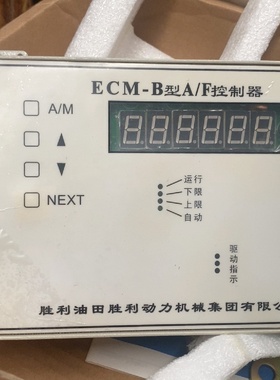 ECM-B型A/F控制器
A/M
▲
▼
NEXT
运行
下限
上限
自动
驱动指示
胜利油田胜利动力机械集团有限公